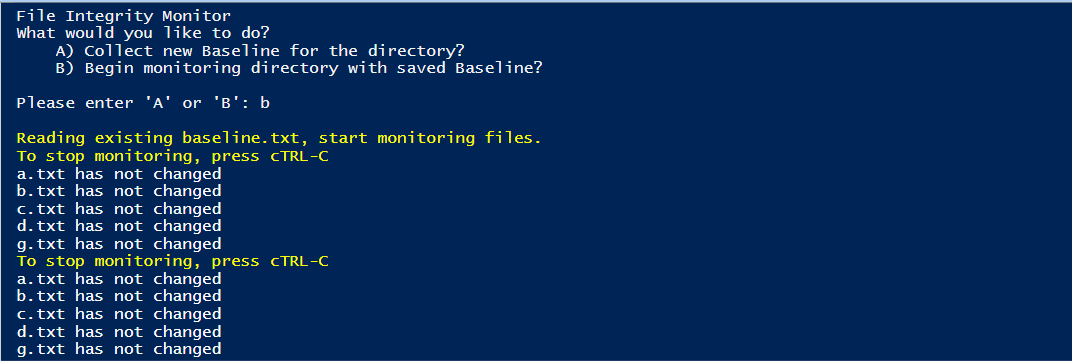 File Integrity Monitor
What would you like to do?
    A) Collect new Baseline for the directory?
    B) Begin monitoring directory with saved Baseline?

Please enter 'A' or 'B': b

Reading existing baseline.txt, start monitoring files.
To stop monitoring, press cTRL-C
a.txt has not changed
b.txt has not changed
c.txt has not changed
d.txt has not changed
g.txt has not changed
To stop monitoring, press cTRL-C
a.txt has not changed
b.txt has not changed
c.txt has not changed
d.txt has not changed
g.txt has not changed